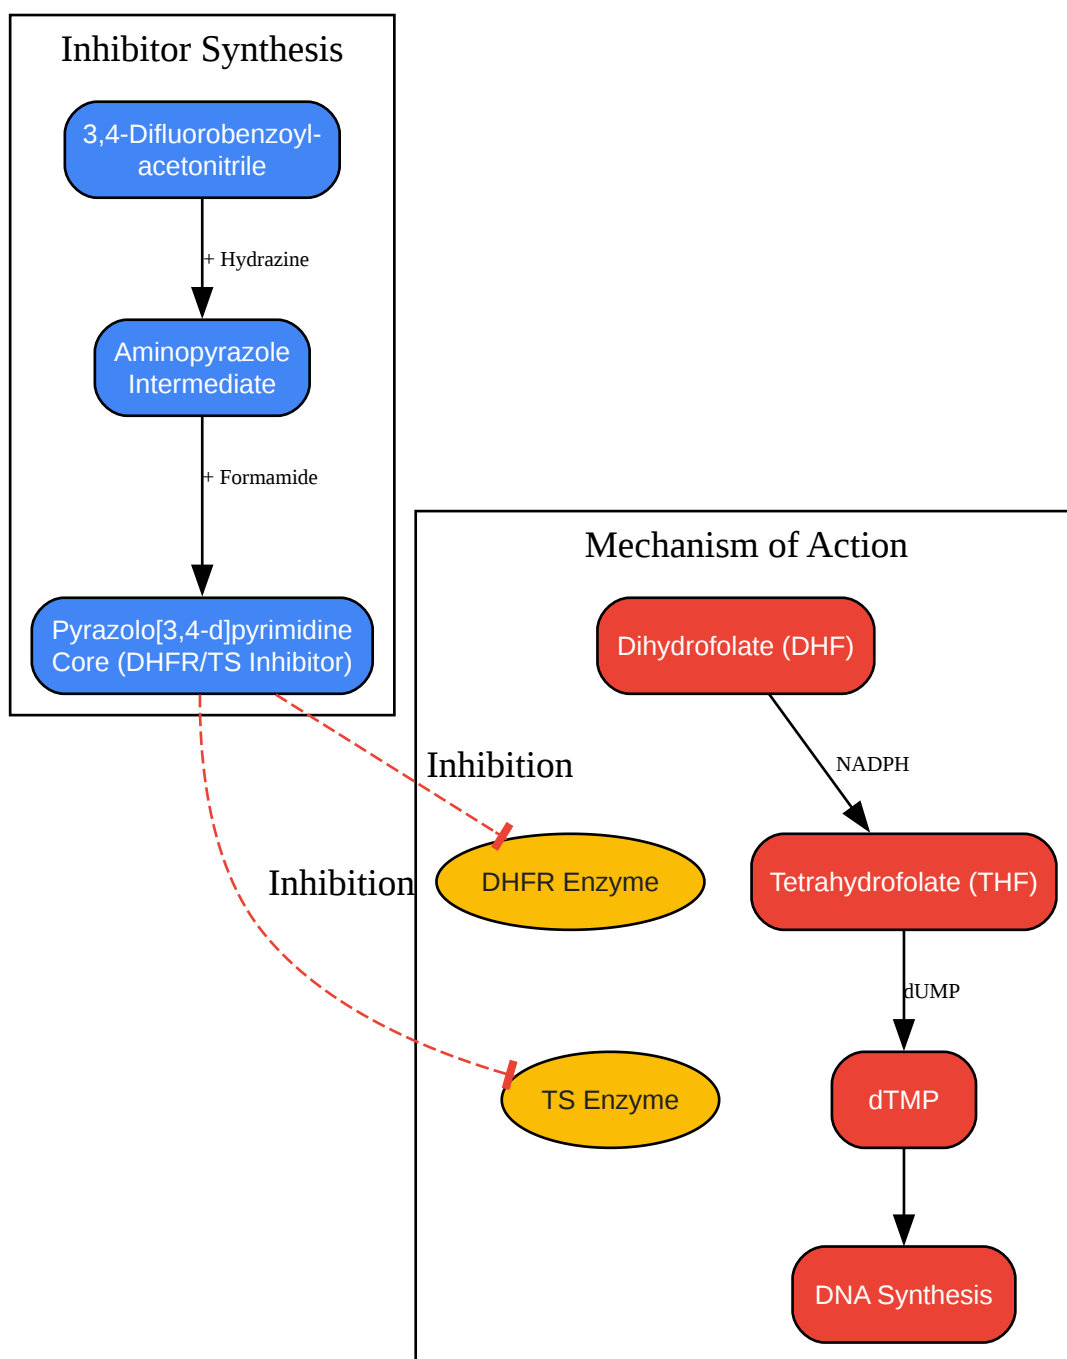 Inhibitor Synthesis
3,4-Difluorobenzoyl-
acetonitrile
+ Hydrazine
Aminopyrazole
Intermediate
+ Formamide
Pyrazolo[3,4-d]pyrimidine
Core (DHFR/TS Inhibitor)
Mechanism of Action
Dihydrofolate (DHF)
Inhibition
NADPH
Inhibition
DHFR Enzyme
Tetrahydrofolate (THF)
dUMP
TS Enzyme
dTMP
DNA Synthesis